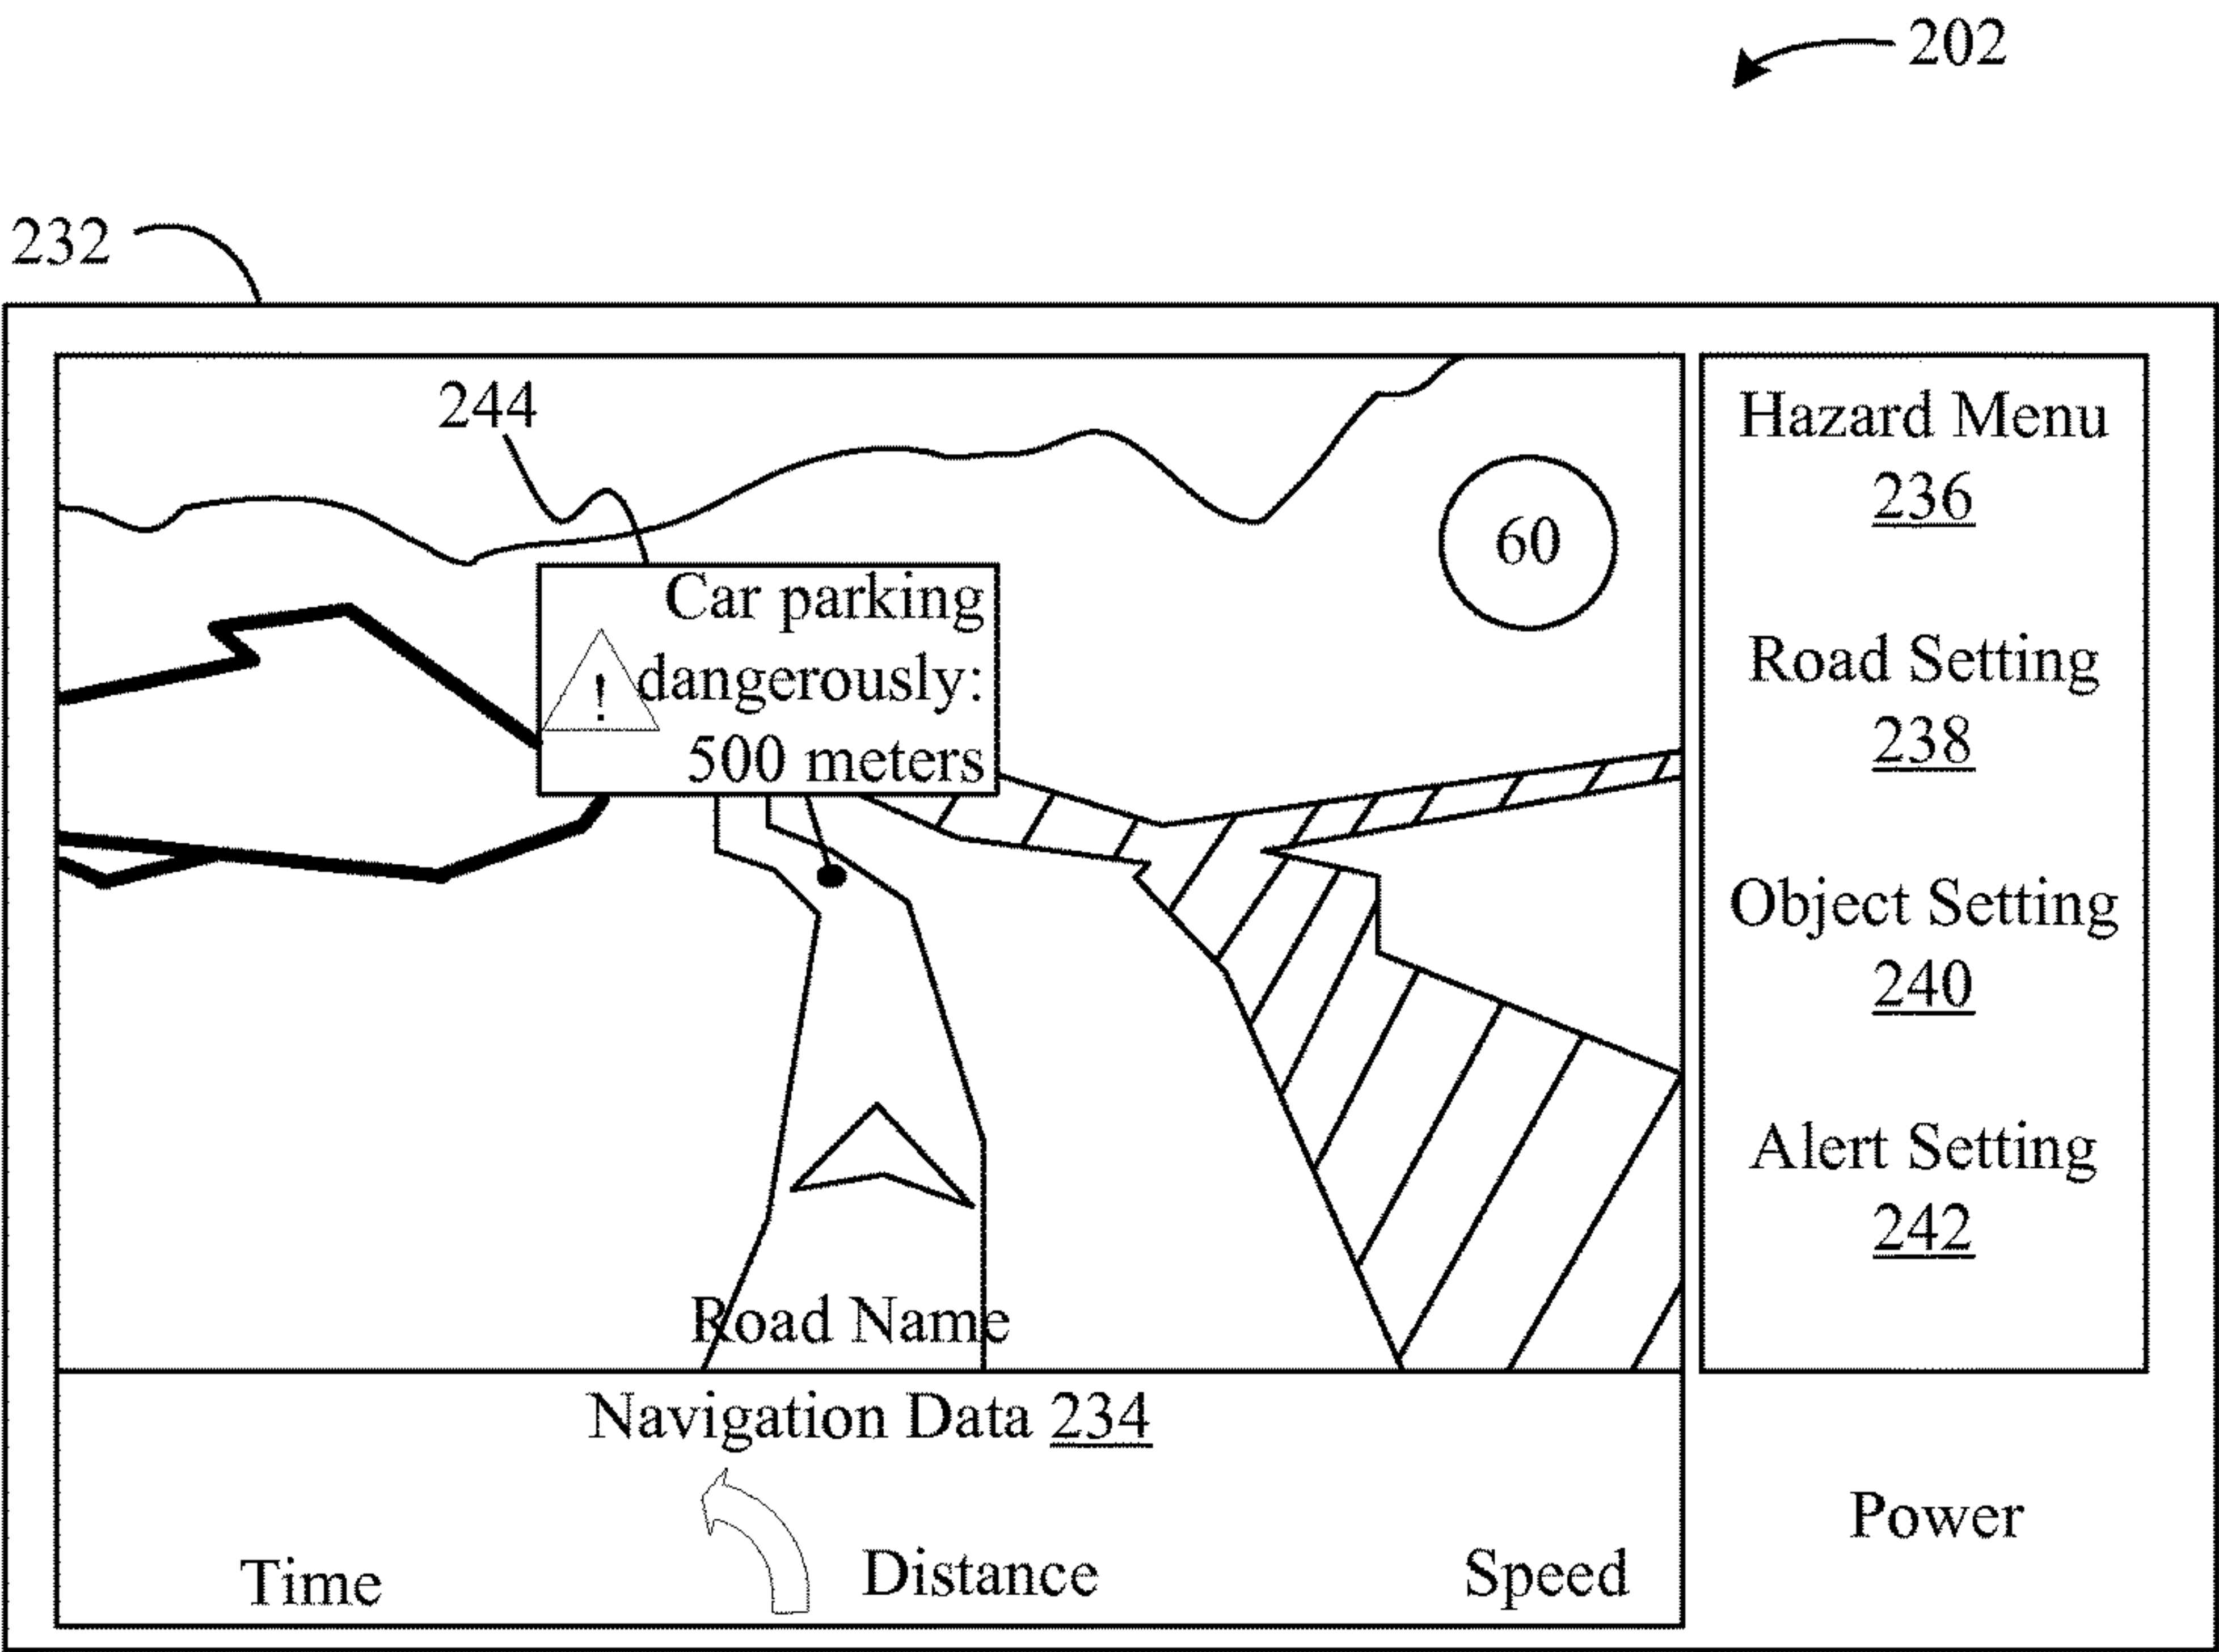 202
232
244
Car parking
dangerously:
500 meters
!
60
Road Name
Hazard Menu
236
Road Setting
238
Object Setting
240
Alert Setting
242
Navigation Data 234
Time
Distance
Speed
Power